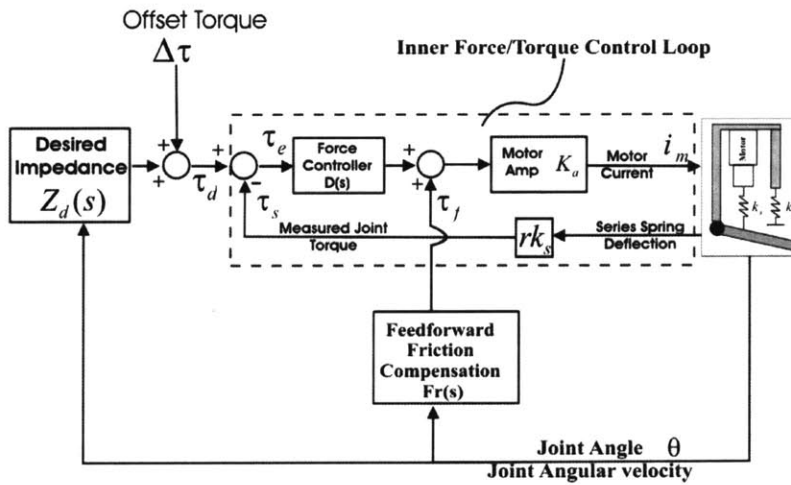 Offset Torque
Δτ
Inner Force/Torque Control Loop
Desired
Impedance
Z_d(s)
+
+
τ_d
+
-
τ_e
τ_s
Force
Controller
D(s)
+
+
τ_f
Motor
Amp K_a
Motor
Current
i_m
Motor
k_s
k
Measured Joint
Torque
rk_s
Series Spring
Deflection
Feedforward
Friction
Compensation
Fr(s)
Joint Angle θ
Joint Angular velocity